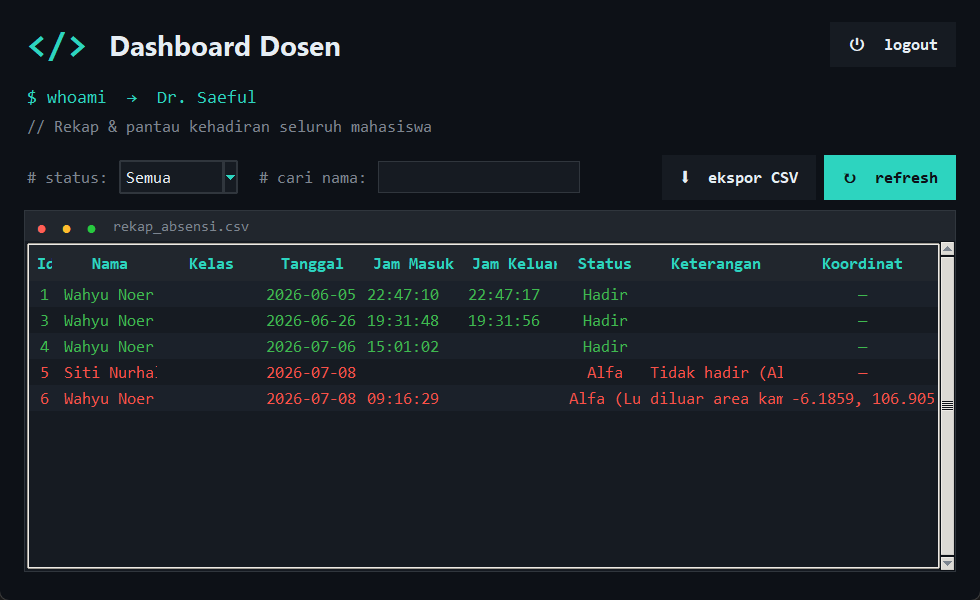 </> Dashboard Dosen
⏻ logout
$ whoami → Dr. Saeful
// Rekap & pantau kehadiran seluruh mahasiswa
# status: Semua # cari nama: ⬇ ekspor CSV ↻ refresh
rekap_absensi.csv
Id Nama Kelas Tanggal Jam Masuk Jam Keluar Status Keterangan Koordinat
1 Wahyu Noer 2026-06-05 22:47:10 22:47:17 Hadir —
3 Wahyu Noer 2026-06-26 19:31:48 19:31:56 Hadir —
4 Wahyu Noer 2026-07-06 15:01:02 Hadir —
5 Siti Nurha 2026-07-08 Alfa Tidak hadir (Al —
6 Wahyu Noer 2026-07-08 09:16:29 Alfa (Lu diluar area kam -6.1859, 106.905